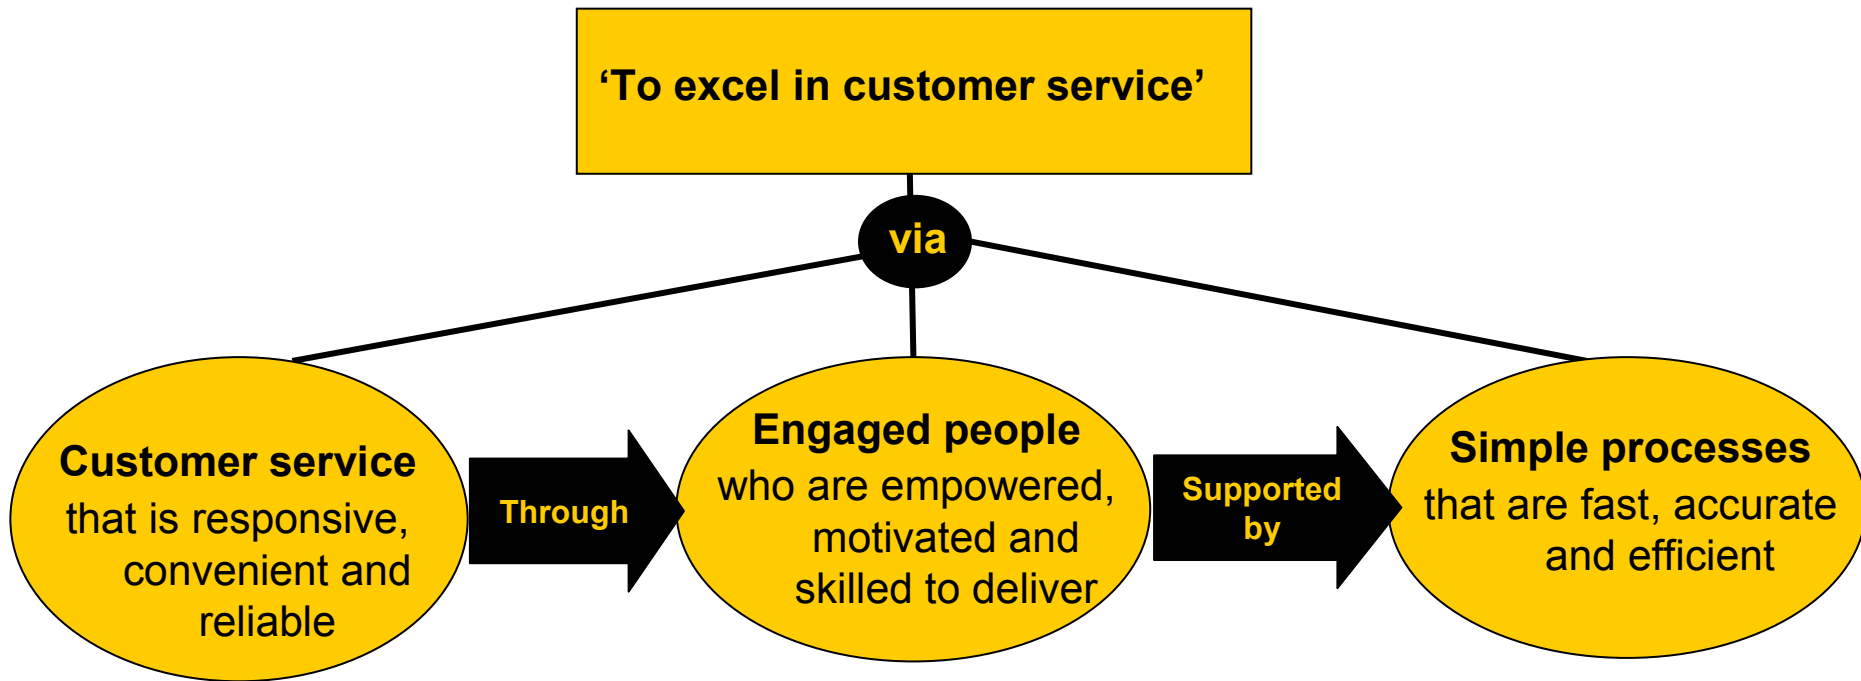 ‘To excel in customer service’
via
Customer service
that is responsive,
convenient and
reliable
Through
Engaged people
who are empowered,
motivated and
skilled to deliver
Supported
by
Simple processes
that are fast, accurate
and efficient